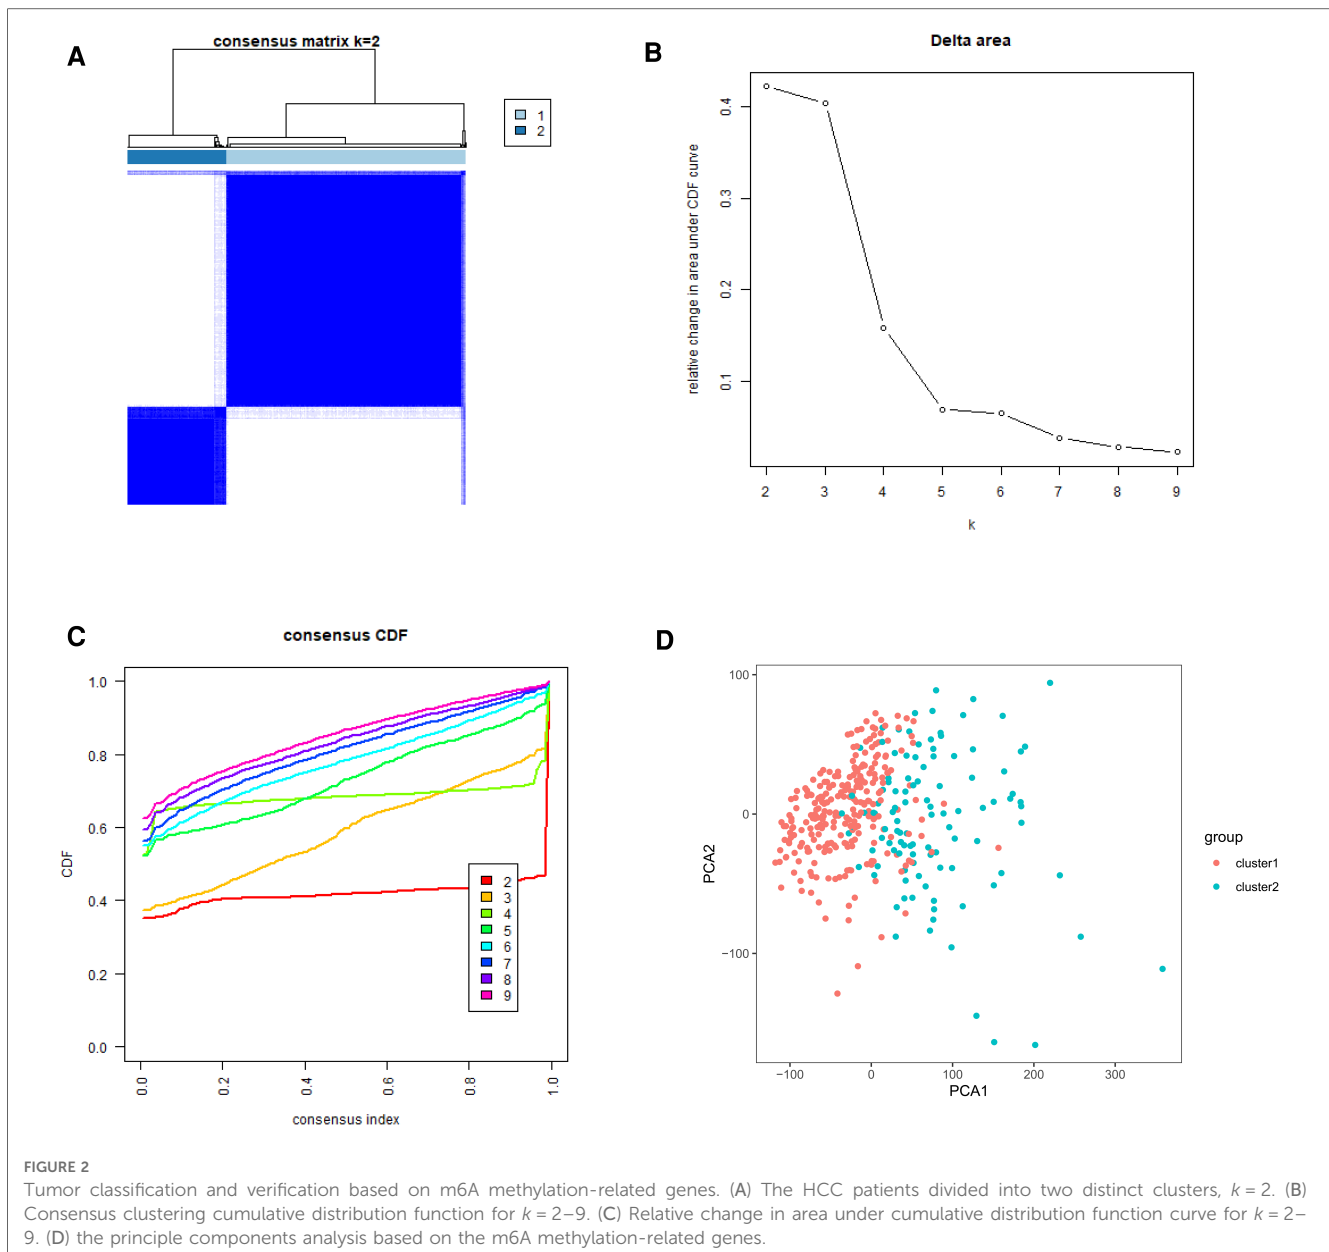 A
consensus matrix k=2
1
2
B
Delta area
relative change in area under CDF curve
0.4
0.3
0.2
0.1
2 3 4 5 6 7 8 9
k
C
consensus CDF
CDF
1.0
0.8
0.6
0.4
0.2
0.0
2
3
4
5
6
7
8
9
0.0 0.2 0.4 0.6 0.8 1.0
consensus index
D
PCA2
100
0
−100
−100 0 100 200 300
PCA1
group
cluster1
cluster2
FIGURE 2
Tumor classification and verification based on m6A methylation-related genes. (A) The HCC patients divided into two distinct clusters, k = 2. (B)
Consensus clustering cumulative distribution function for k = 2–9. (C) Relative change in area under cumulative distribution function curve for k = 2–
9. (D) the principle components analysis based on the m6A methylation-related genes.